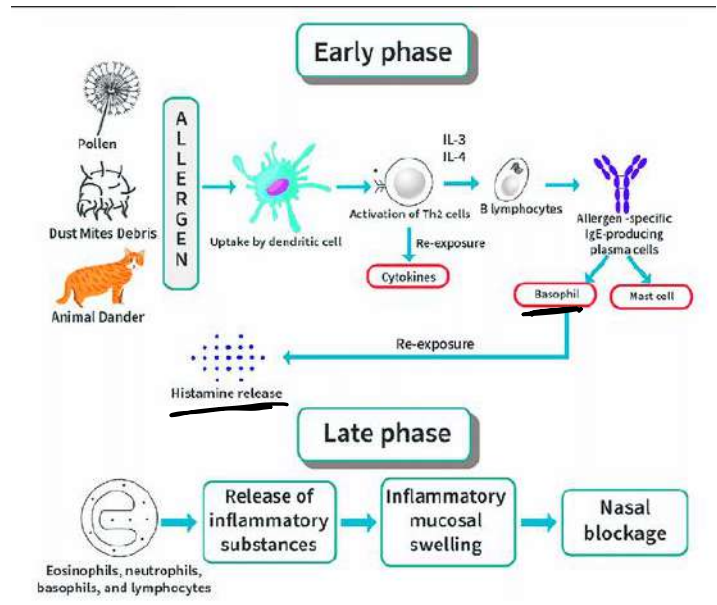 Early phase
Pollen
Dust Mites Debris
Animal Dander
ALLERGEN
Uptake by dendritic cell
IL-3
IL-4
Activation of Th2 cells
B lymphocytes
Allergen -specific
IgE-producing
plasma cells
Re-exposure
Cytokines
Basophil
Mast cell
Re-exposure
Histamine release
Late phase
Eosinophils, neutrophils,
basophils, and lymphocytes
Release of
inflammatory
substances
Inflammatory
mucosal
swelling
Nasal
blockage